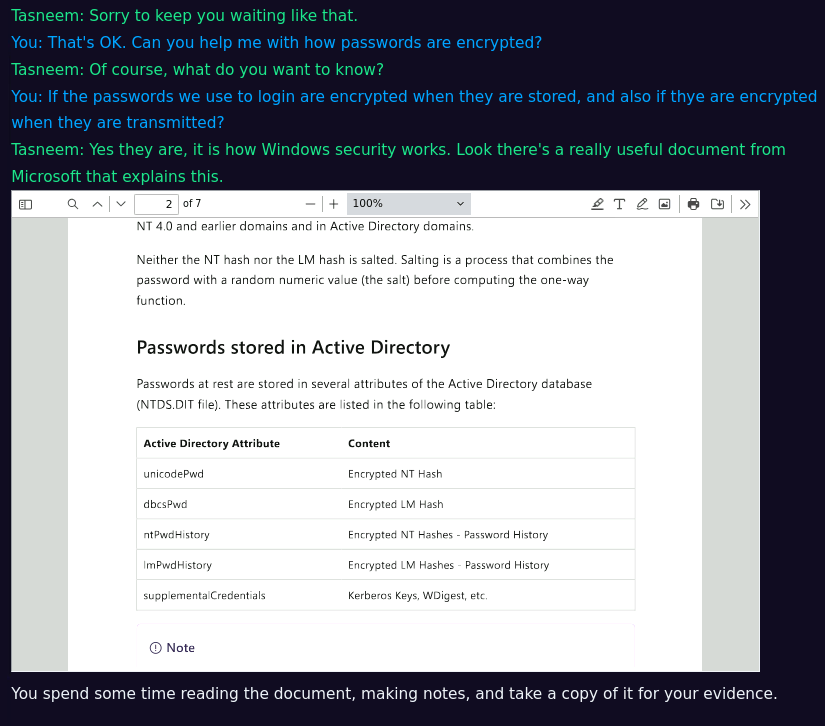 Tasneem: Sorry to keep you waiting like that.
You: That's OK. Can you help me with how passwords are encrypted?
Tasneem: Of course, what do you want to know?
You: If the passwords we use to login are encrypted when they are stored, and also if thye are encrypted
when they are transmitted?
Tasneem: Yes they are, it is how Windows security works. Look there's a really useful document from
Microsoft that explains this.
2 of 7 100%
NT 4.0 and earlier domains and in Active Directory domains.
Neither the NT hash nor the LM hash is salted. Salting is a process that combines the
password with a random numeric value (the salt) before computing the one-way
function.
Passwords stored in Active Directory
Passwords at rest are stored in several attributes of the Active Directory database
(NTDS.DIT file). These attributes are listed in the following table:
Active Directory Attribute Content
unicodePwd Encrypted NT Hash
dbcsPwd Encrypted LM Hash
ntPwdHistory Encrypted NT Hashes - Password History
lmPwdHistory Encrypted LM Hashes - Password History
supplementalCredentials Kerberos Keys, WDigest, etc.
Note
You spend some time reading the document, making notes, and take a copy of it for your evidence.